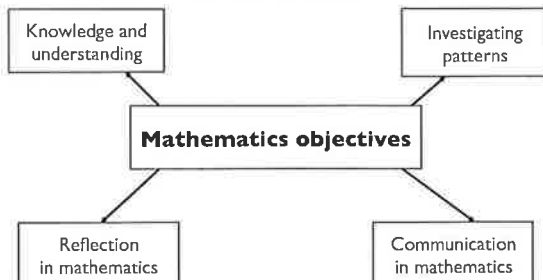 Knowledge and
understanding
Investigating
patterns
Mathematics objectives
Reflection
in mathematics
Communication
in mathematics